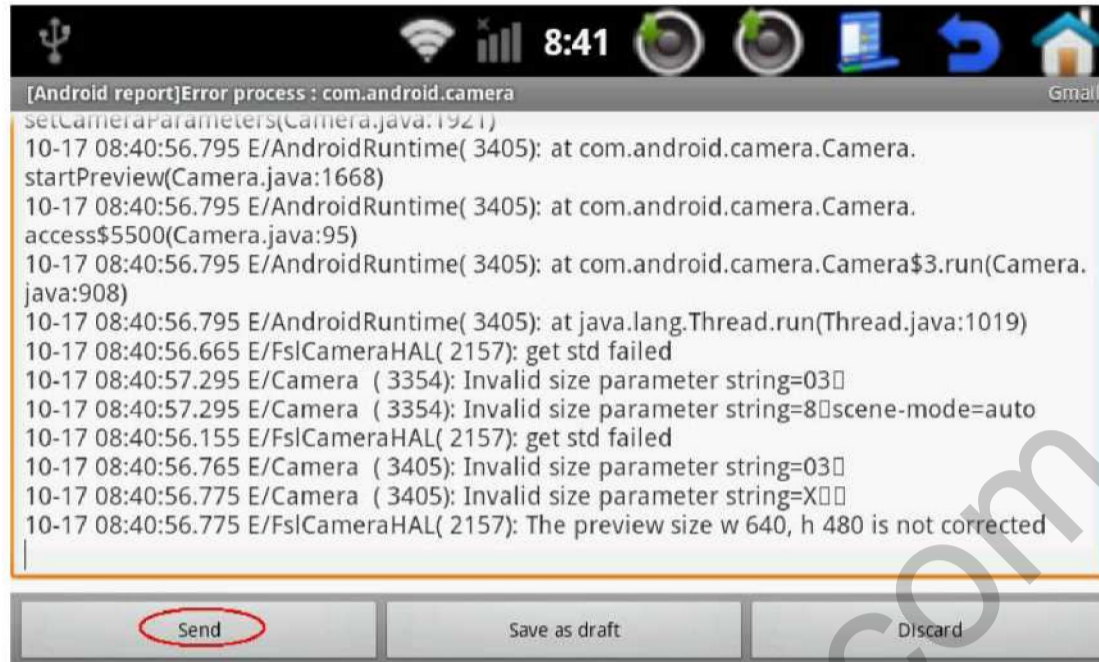 8:41
[Android report]Error process : com.android.camera
Gmail
setCameraParameters(Camera.java:1921)
10-17 08:40:56.795 E/AndroidRuntime( 3405): at com.android.camera.Camera.
startPreview(Camera.java:1668)
10-17 08:40:56.795 E/AndroidRuntime( 3405): at com.android.camera.Camera.
access$5500(Camera.java:95)
10-17 08:40:56.795 E/AndroidRuntime( 3405): at com.android.camera.Camera$3.run(Camera.
java:908)
10-17 08:40:56.795 E/AndroidRuntime( 3405): at java.lang.Thread.run(Thread.java:1019)
10-17 08:40:56.665 E/FslCameraHAL( 2157): get std failed
10-17 08:40:57.295 E/Camera  ( 3354): Invalid size parameter string=03▯
10-17 08:40:57.295 E/Camera  ( 3354): Invalid size parameter string=8▯scene-mode=auto
10-17 08:40:56.155 E/FslCameraHAL( 2157): get std failed
10-17 08:40:56.765 E/Camera  ( 3405): Invalid size parameter string=03▯
10-17 08:40:56.775 E/Camera  ( 3405): Invalid size parameter string=X▯▯
10-17 08:40:56.775 E/FslCameraHAL( 2157): The preview size w 640, h 480 is not corrected
Send
Save as draft
Discard
com